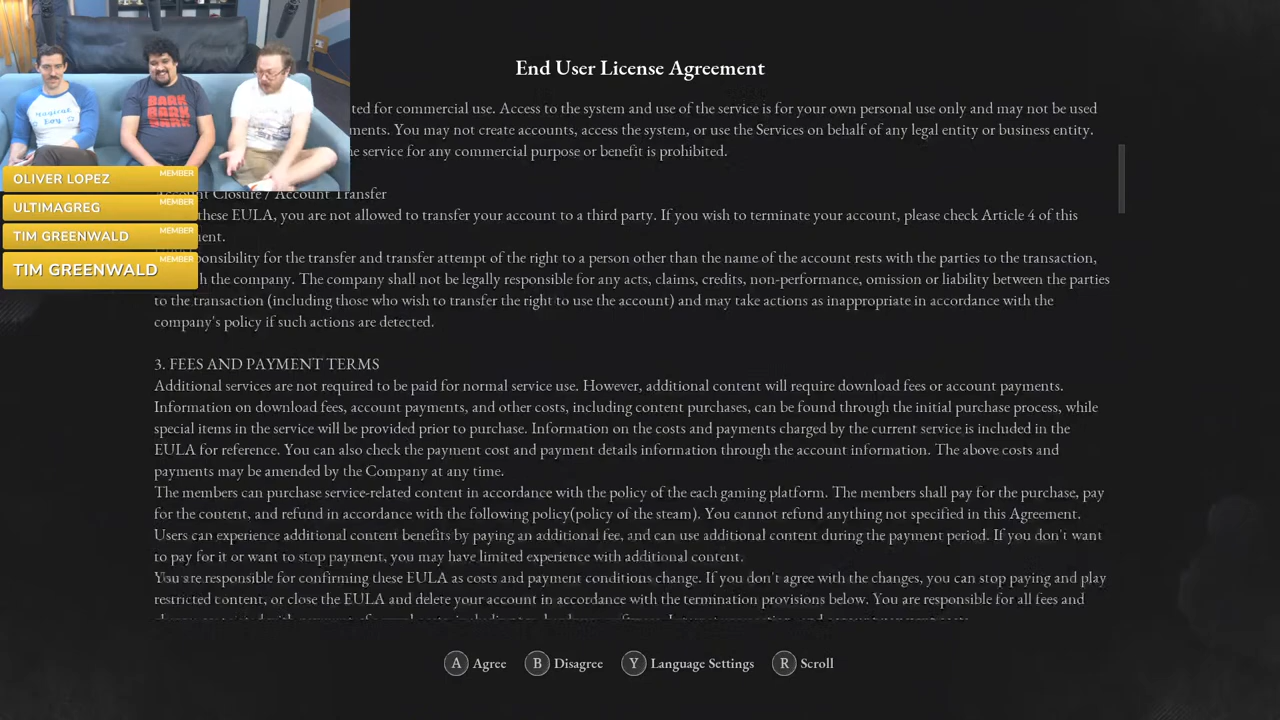 End User License Agreement
ted for commercial use. Access to the system and use of the service is for your own personal use only and may not be used
ments. You may not create accounts, access the system, or use the Services on behalf of any legal entity or business entity.
he service for any commercial purpose or benefit is prohibited.
Magical Boy
BARK
BARK
BARK
OLIVER LOPEZ MEMBER
ULTIMAGREG MEMBER
TIM GREENWALD MEMBER
TIM GREENWALD MEMBER
Account Closure / Account Transfer
these EULA, you are not allowed to transfer your account to a third party. If you wish to terminate your account, please check Article 4 of this
ment.
ponsibility for the transfer and transfer attempt of the right to a person other than the name of the account rests with the parties to the transaction,
h the company. The company shall not be legally responsible for any acts, claims, credits, non-performance, omission or liability between the parties
to the transaction (including those who wish to transfer the right to use the account) and may take actions as inappropriate in accordance with the
company's policy if such actions are detected.
3. FEES AND PAYMENT TERMS
Additional services are not required to be paid for normal service use. However, additional content will require download fees or account payments.
Information on download fees, account payments, and other costs, including content purchases, can be found through the initial purchase process, while
special items in the service will be provided prior to purchase. Information on the costs and payments charged by the current service is included in the
EULA for reference. You can also check the payment cost and payment details information through the account information. The above costs and
payments may be amended by the Company at any time.
The members can purchase service-related content in accordance with the policy of the each gaming platform. The members shall pay for the purchase, pay
for the content, and refund in accordance with the following policy(policy of the steam). You cannot refund anything not specified in this Agreement.
Users can experience additional content benefits by paying an additional fee, and can use additional content during the payment period. If you don't want
to pay for it or want to stop payment, you may have limited experience with additional content.
You are responsible for confirming these EULA as costs and payment conditions change. If you don't agree with the changes, you can stop paying and play
restricted content, or close the EULA and delete your account in accordance with the termination provisions below. You are responsible for all fees and
A Agree B Disagree Y Language Settings R Scroll